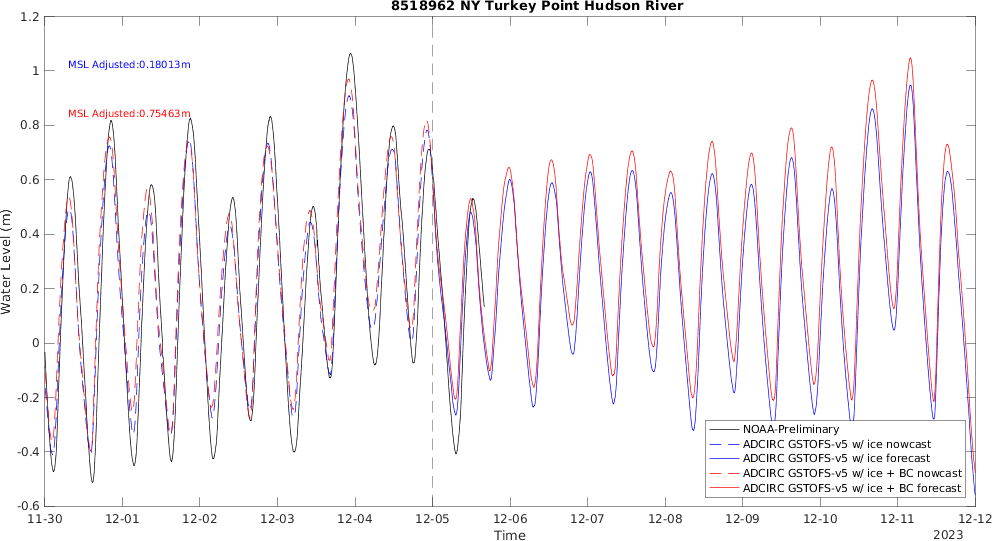 8518962 NY Turkey Point Hudson River
MSL Adjusted:0.18013m
MSL Adjusted:0.75463m
Water Level (m)
1.2
1
0.8
0.6
0.4
0.2
0
-0.2
-0.4
-0.6
NOAA-Preliminary
ADCIRC GSTOFS-v5 w/ ice nowcast
ADCIRC GSTOFS-v5 w/ ice forecast
ADCIRC GSTOFS-v5 w/ ice + BC nowcast
ADCIRC GSTOFS-v5 w/ ice + BC forecast
11-30 12-01 12-02 12-03 12-04 12-05 12-06 12-07 12-08 12-09 12-10 12-11 12-12
Time
2023